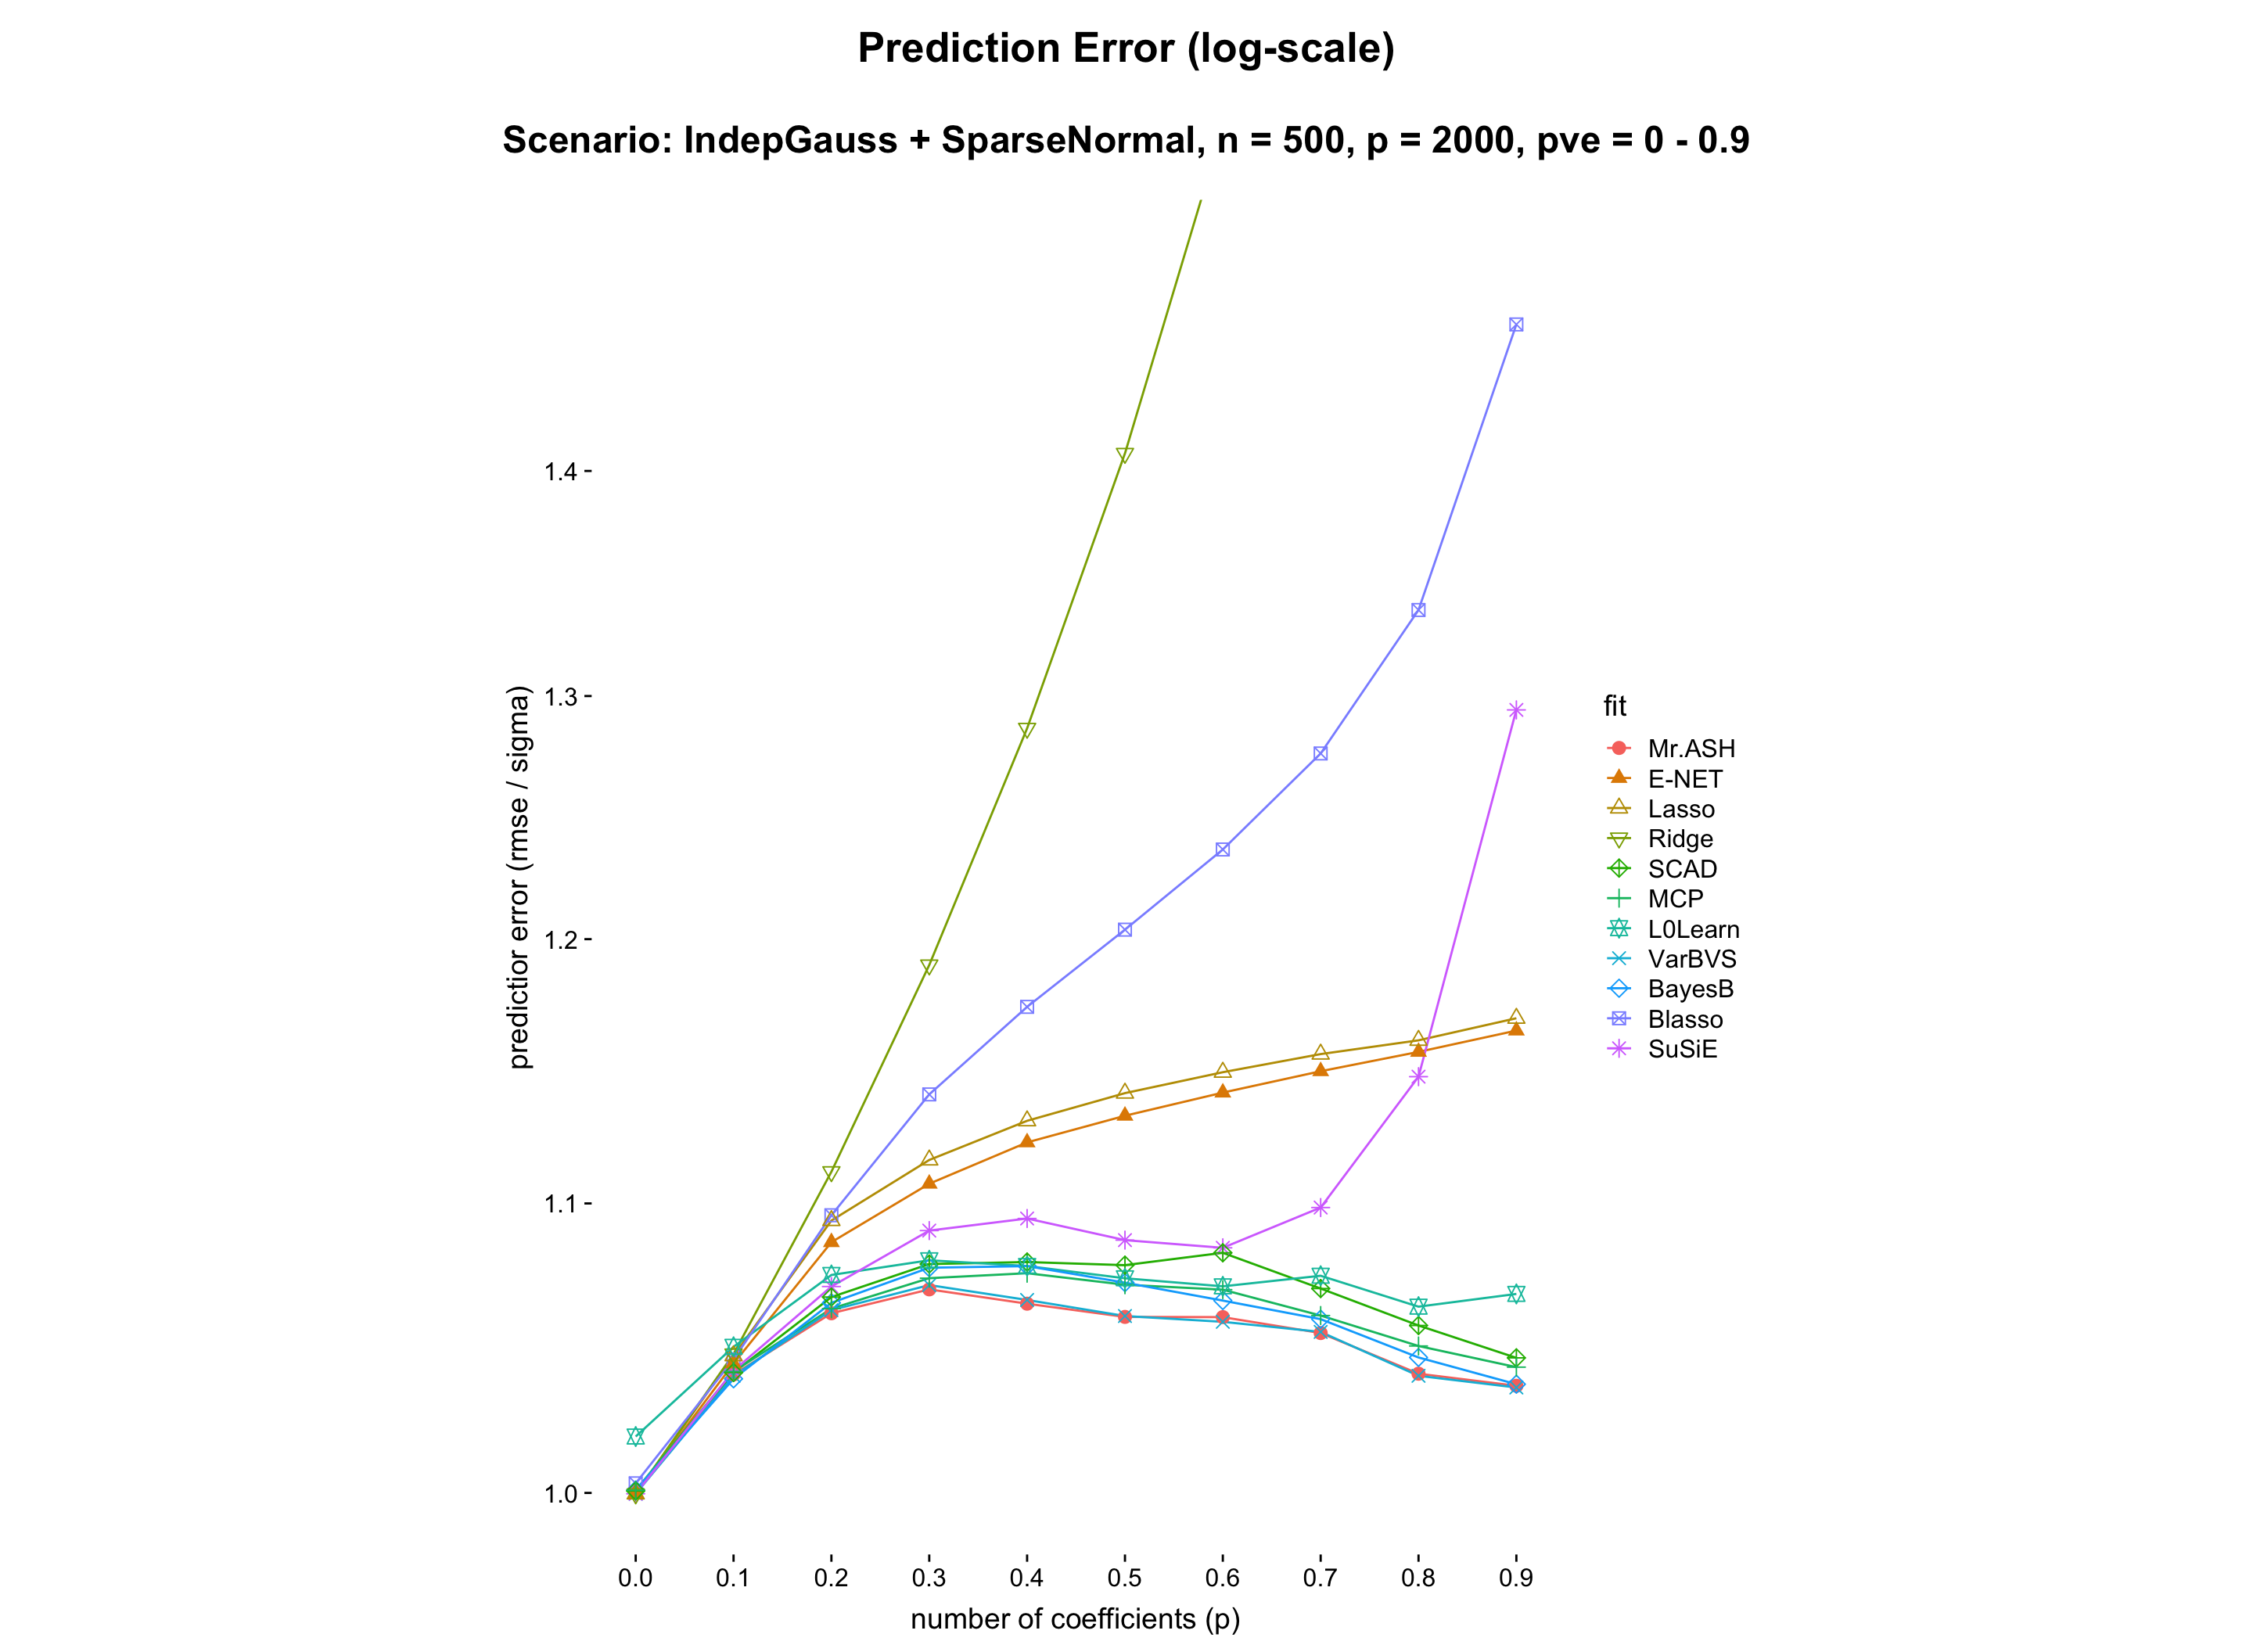 Prediction Error (log-scale)
Scenario: IndepGauss + SparseNormal, n = 500, p = 2000, pve = 0 - 0.9
1.4
1.3
1.2
1.1
1.0
predictior error (rmse / sigma)
0.0 0.1 0.2 0.3 0.4 0.5 0.6 0.7 0.8 0.9
number of coefficients (p)
fit
Mr.ASH
E-NET
Lasso
Ridge
SCAD
MCP
L0Learn
VarBVS
BayesB
Blasso
SuSiE